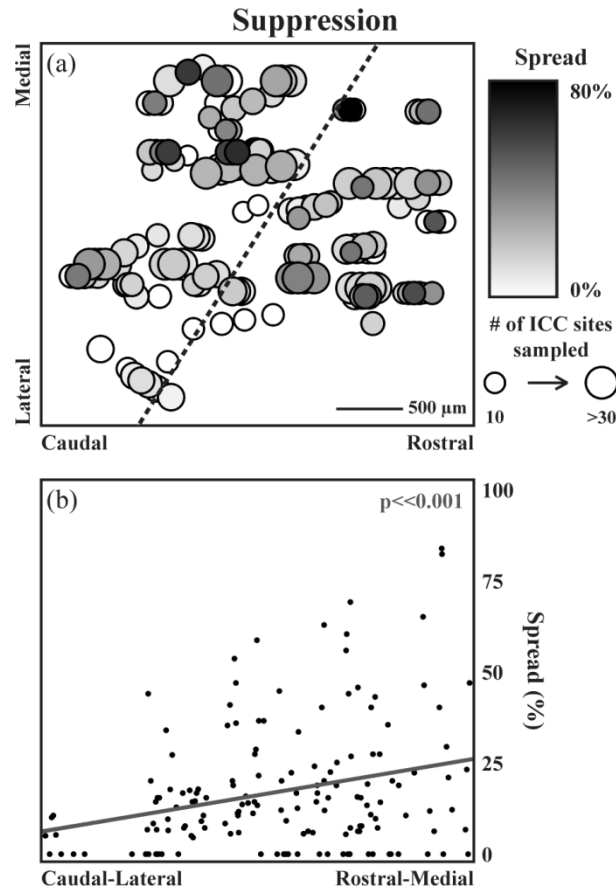 Suppression
(a)
Medial
Lateral
Caudal
Rostral
500 µm
Spread
80%
0%
# of ICC sites
sampled
10
>30
(b)
p<<0.001
100
75
50
25
0
Spread (%)
Caudal-Lateral
Rostral-Medial